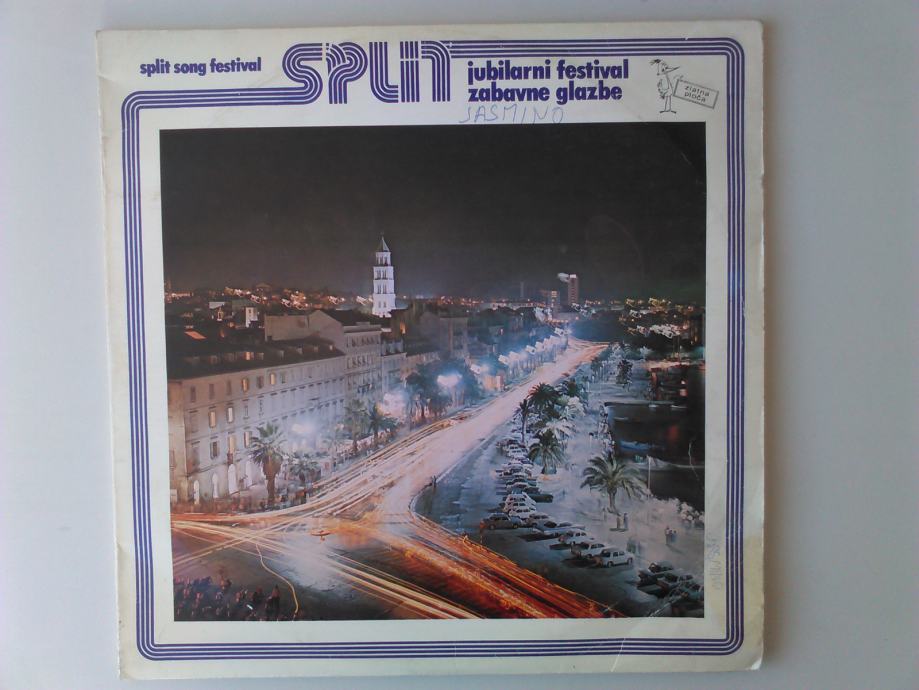 split song festival
SPLIT
jubilarni festival
zabavne glazbe
zlatna
ploča
JASMINO